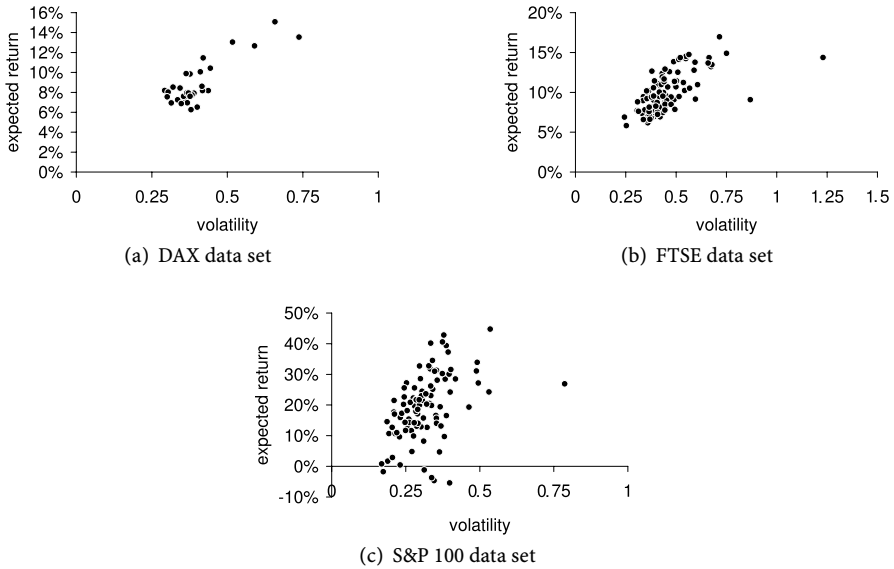 16%
14%
12%
10%
8%
6%
4%
2%
0%
expected return
0 0.25 0.5 0.75 1
volatility
(a) DAX data set
20%
15%
10%
5%
0%
expected return
0 0.25 0.5 0.75 1 1.25 1.5
volatility
(b) FTSE data set
50%
40%
30%
20%
10%
0%
-10%
expected return
0 0.25 0.5 0.75 1
volatility
(c) S&P 100 data set